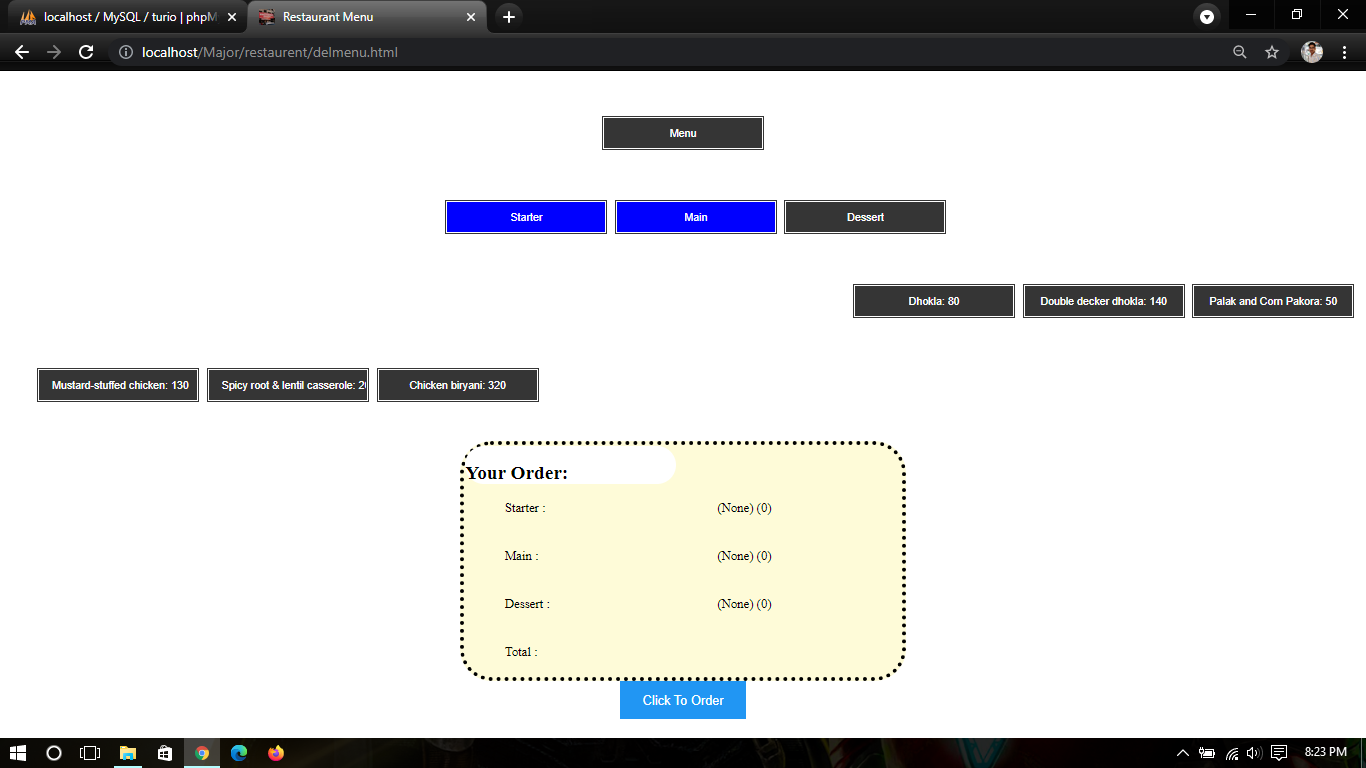 localhost / MySQL / turio | phpM
Restaurant Menu
localhost/Major/restaurent/delmenu.html
Menu
Starter Main Dessert
Dhokla: 80 Double decker dhokla: 140 Palak and Corn Pakora: 50
Mustard-stuffed chicken: 130 Spicy root & lentil casserole: 2 Chicken biryani: 320
Your Order:
Starter : (None) (0)
Main : (None) (0)
Dessert : (None) (0)
Total :
Click To Order
8:23 PM